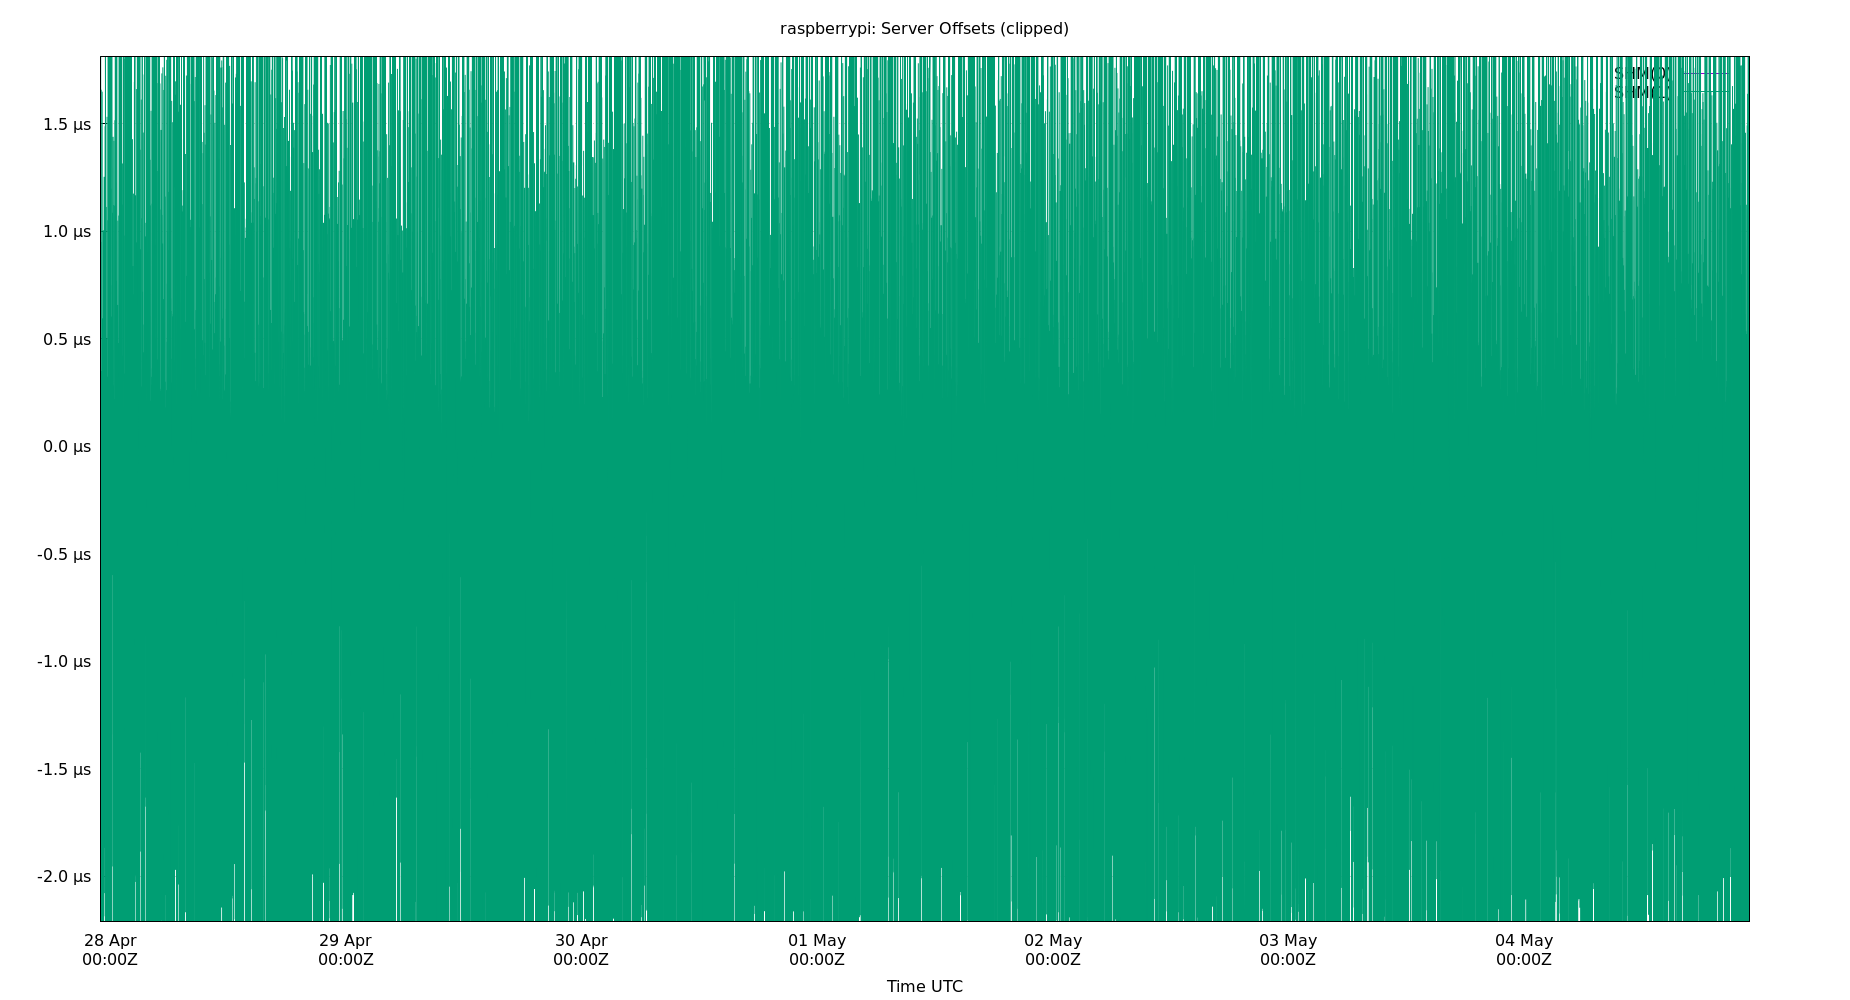 raspberrypi: Server Offsets (clipped)
SHM(0)
1.5 µs
1.0 µs
0.5 µs
0.0 µs
-0.5 µs
-1.0 µs
-1.5 µs
-2.0 µs
28 Apr 29 Apr 30 Apr 01 May 02 May 03 May 04 May
00:00Z 00:00Z 00:00Z 00:00Z 00:00Z 00:00Z 00:00Z
Time UTC